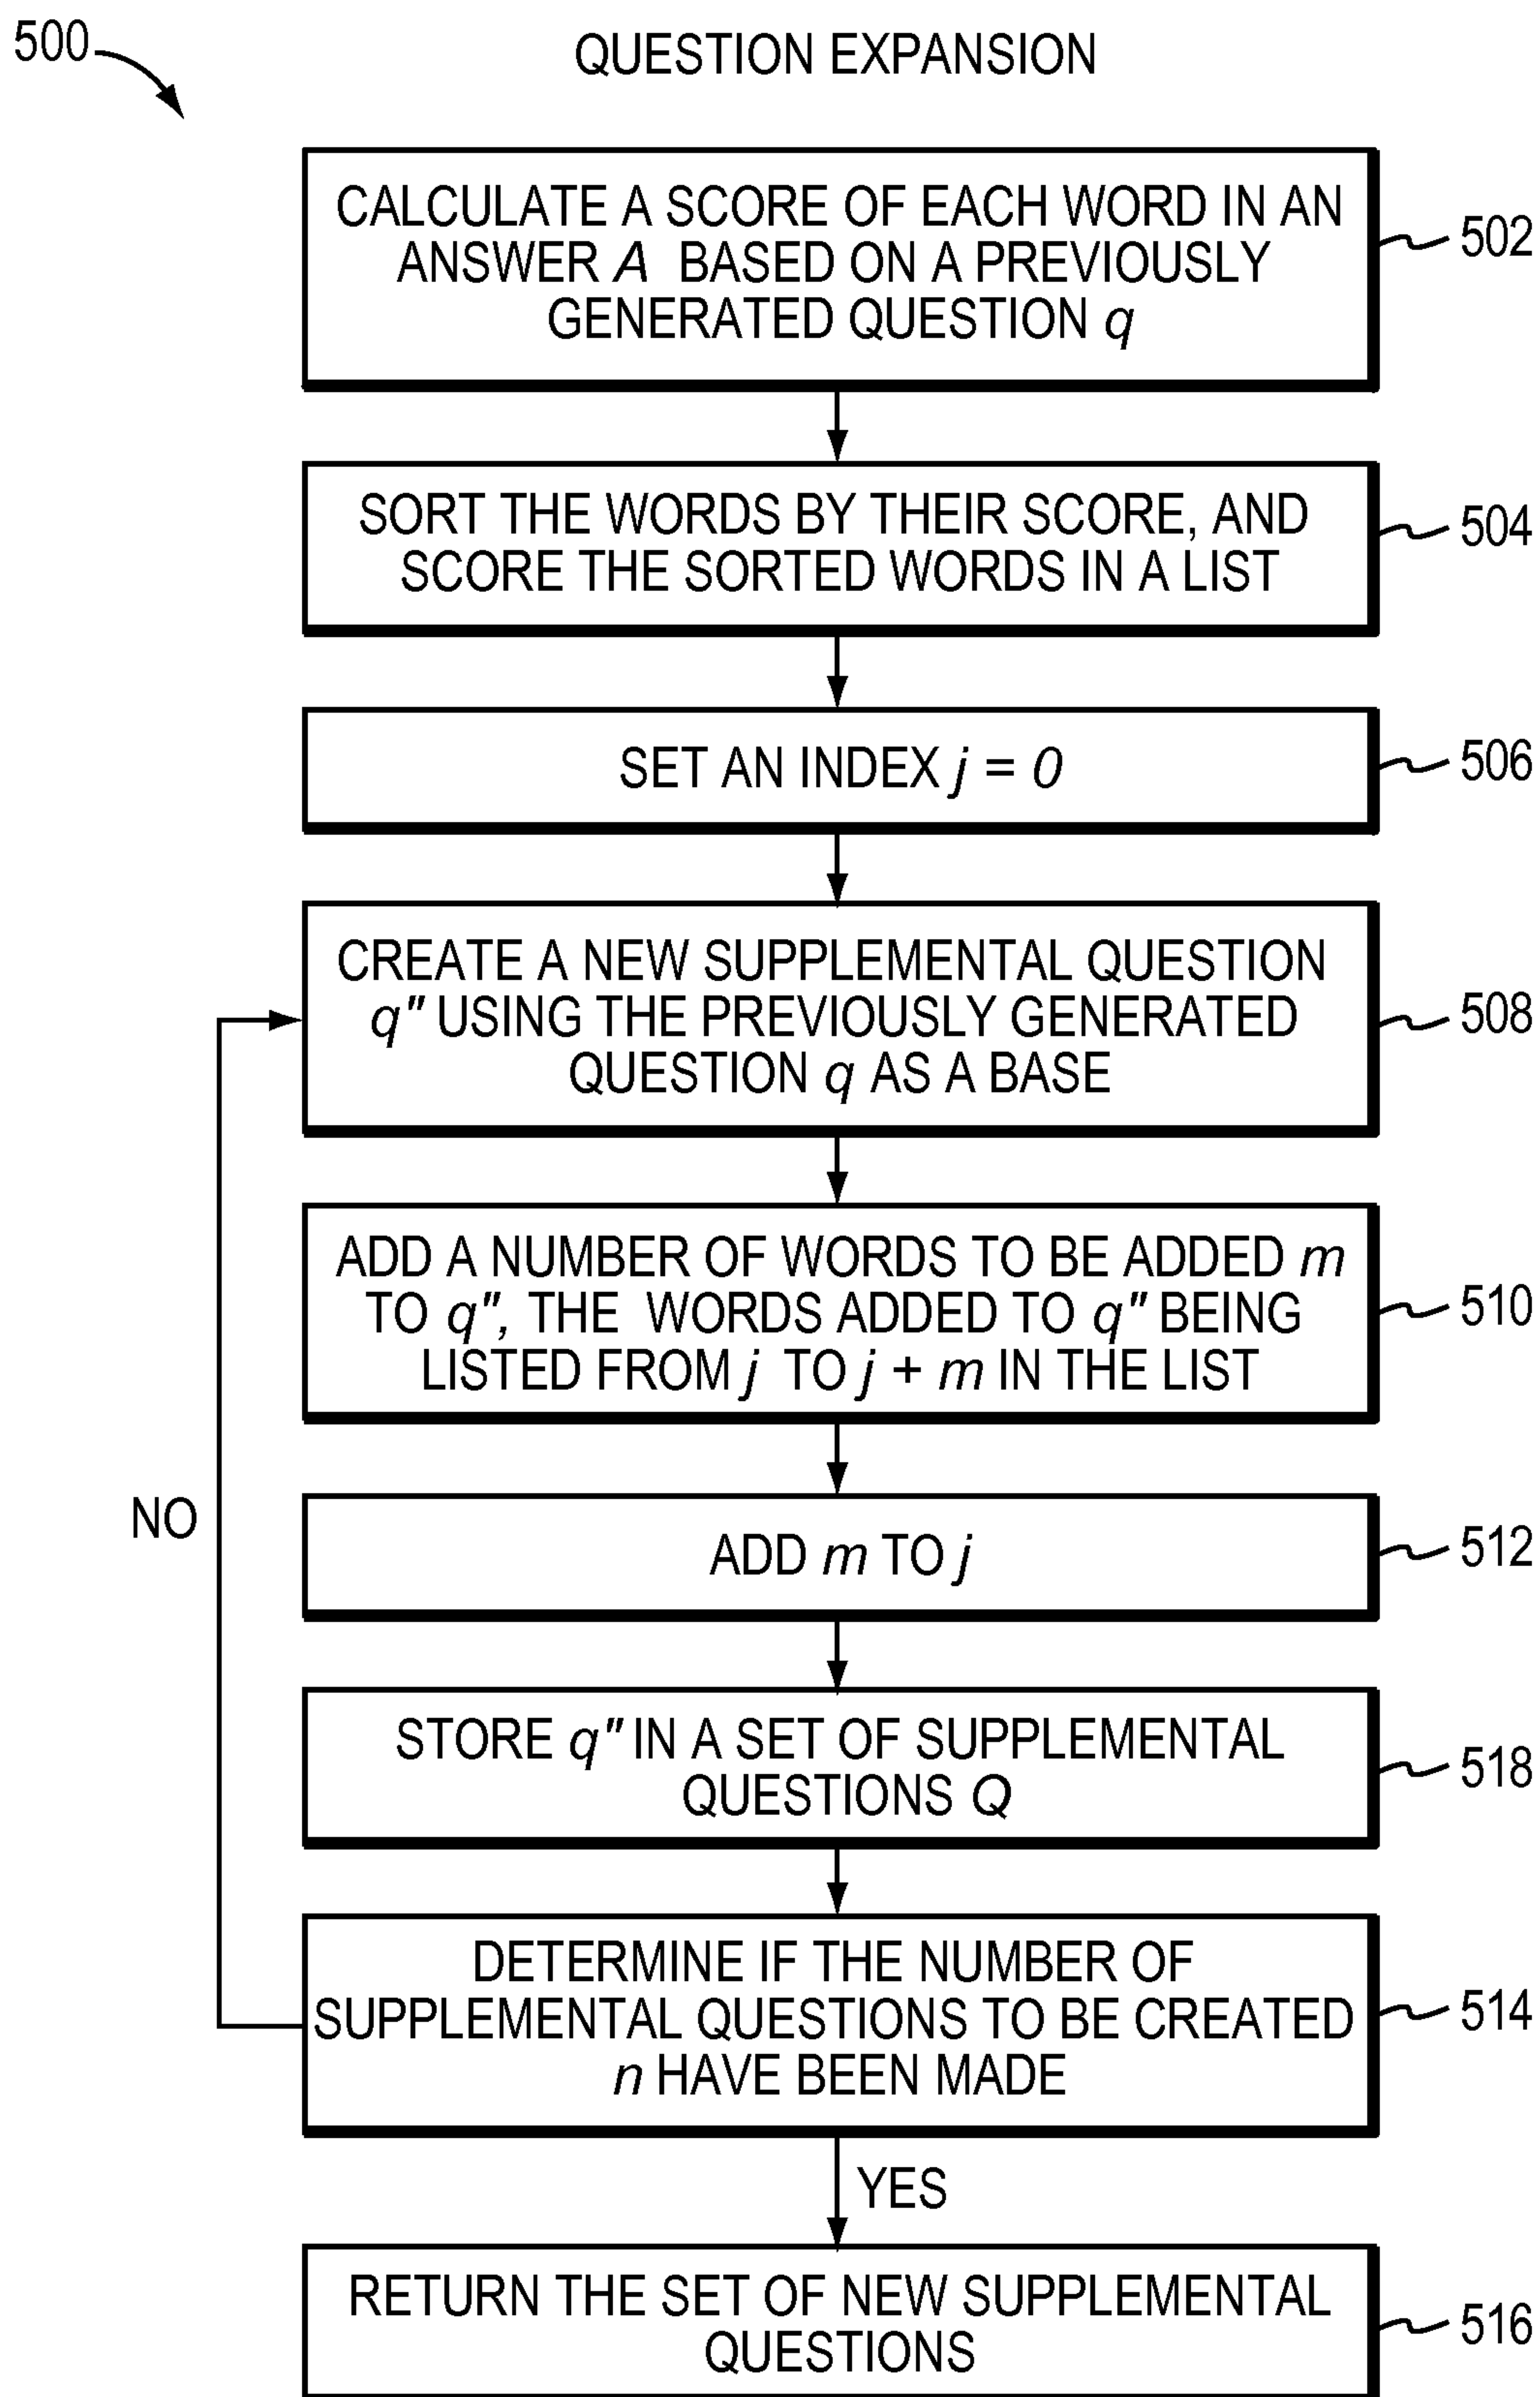 500
QUESTION EXPANSION
CALCULATE A SCORE OF EACH WORD IN AN
ANSWER A BASED ON A PREVIOUSLY
GENERATED QUESTION q
502
SORT THE WORDS BY THEIR SCORE, AND
SCORE THE SORTED WORDS IN A LIST
504
SET AN INDEX j = 0
506
CREATE A NEW SUPPLEMENTAL QUESTION
q" USING THE PREVIOUSLY GENERATED
QUESTION q AS A BASE
508
ADD A NUMBER OF WORDS TO BE ADDED m
TO q", THE WORDS ADDED TO q" BEING
LISTED FROM j TO j + m IN THE LIST
510
NO
ADD m TO j
512
STORE q" IN A SET OF SUPPLEMENTAL
QUESTIONS Q
518
DETERMINE IF THE NUMBER OF
SUPPLEMENTAL QUESTIONS TO BE CREATED
n HAVE BEEN MADE
514
YES
RETURN THE SET OF NEW SUPPLEMENTAL
QUESTIONS
516